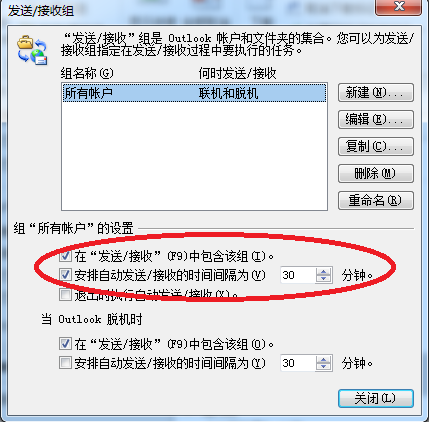 发送/接收组
“发送/接收”组是 Outlook 帐户和文件夹的集合。您可以为发送/
接收组指定在发送/接收过程中要执行的任务。
组名称(G) 何时发送/接收
所有帐户 联机和脱机
新建(N)...
编辑(E)...
复制(C)...
删除(M)
重命名(R)
组“所有帐户”的设置
在“发送/接收”(F9)中包含该组(I)。
安排自动发送/接收的时间间隔为(V) 30 分钟。
退出时执行自动发送/接收(X)。
当 Outlook 脱机时
在“发送/接收”(F9)中包含该组(O)。
安排自动发送/接收的时间间隔为(Y) 30 分钟。
关闭(L)